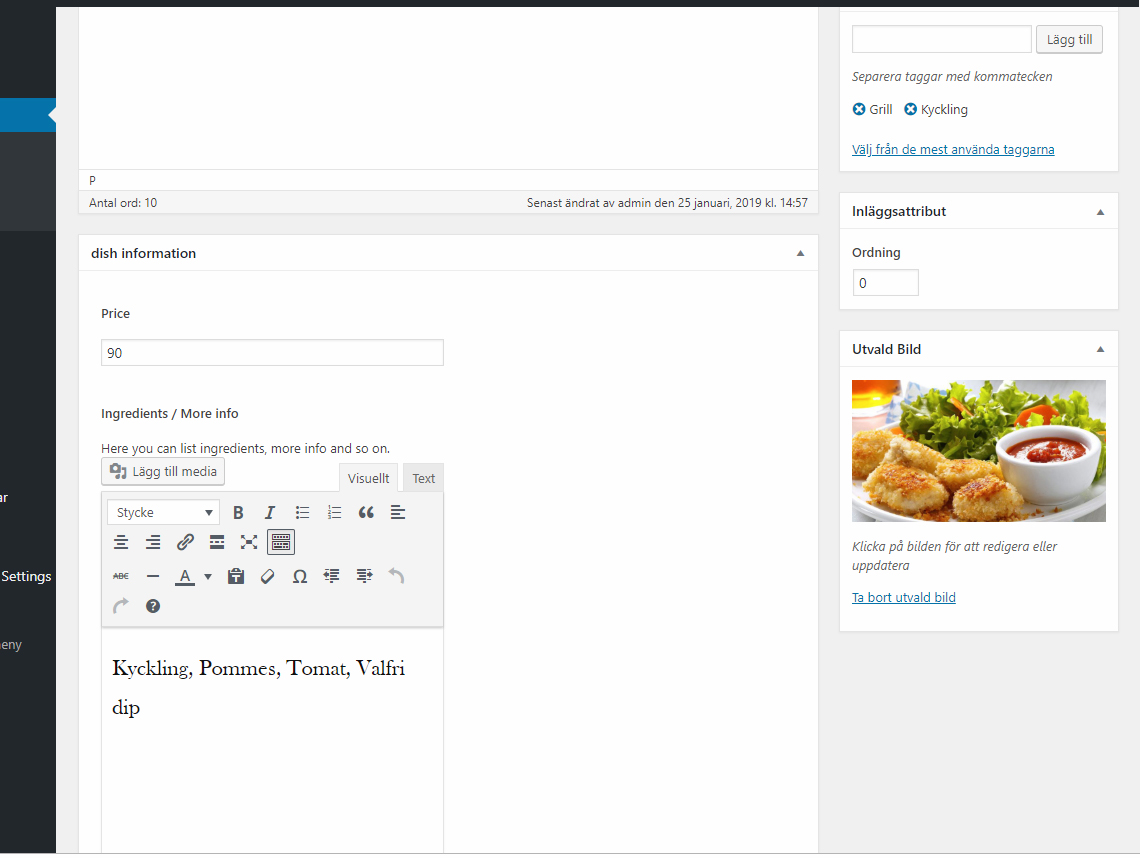 Lägg till
Separera taggar med kommatecken
Grill Kyckling
Välj från de mest använda taggarna
p
Antal ord: 10 Senast ändrat av admin den 25 januari, 2019 kl. 14:57
Inläggsattribut
dish information
Ordning
0
Price
90
Utvald Bild
Ingredients / More info
Here you can list ingredients, more info and so on.
Lägg till media Visuellt Text
Stycke B I
ABC A T Ω
?
Klicka på bilden för att redigera eller
uppdatera
Ta bort utvald bild
ar
Settings
eny
Kyckling, Pommes, Tomat, Valfri
dip